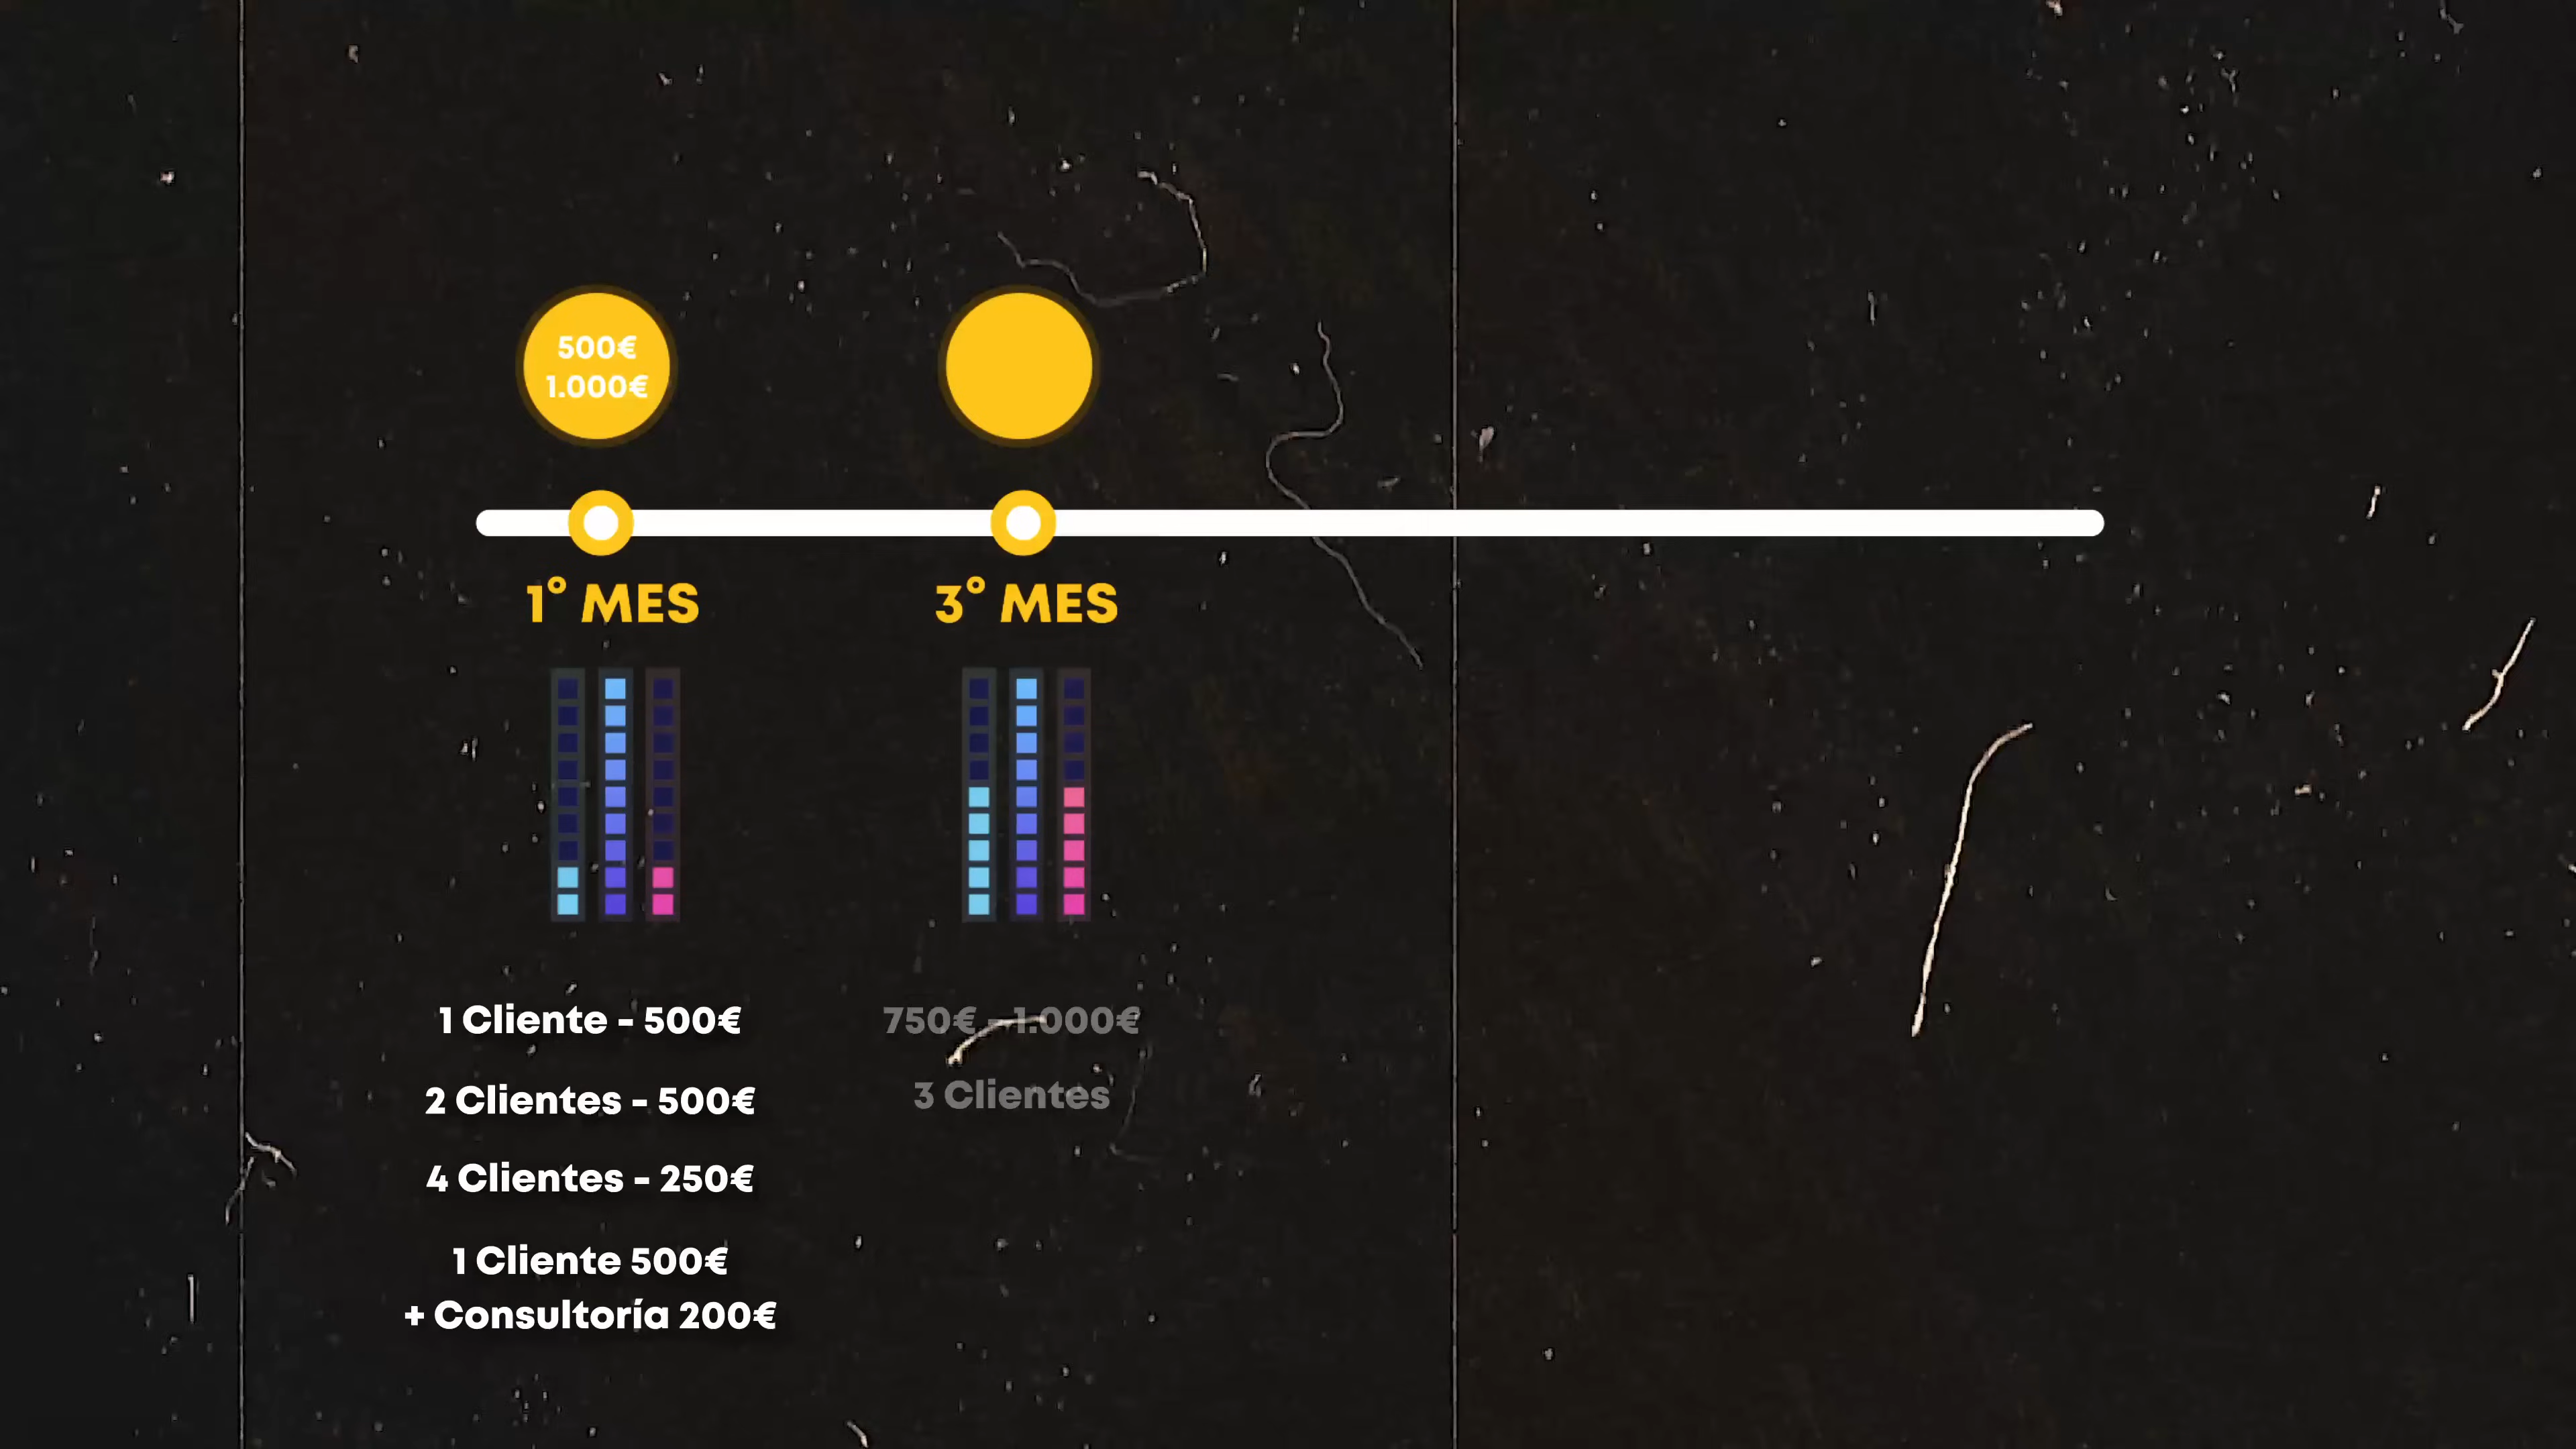 500€
1.000€
1° MES
3° MES
1 Cliente - 500€
2 Clientes - 500€
4 Clientes - 250€
1 Cliente 500€
+ Consultoría 200€
750€ - 1.000€
3 Clientes